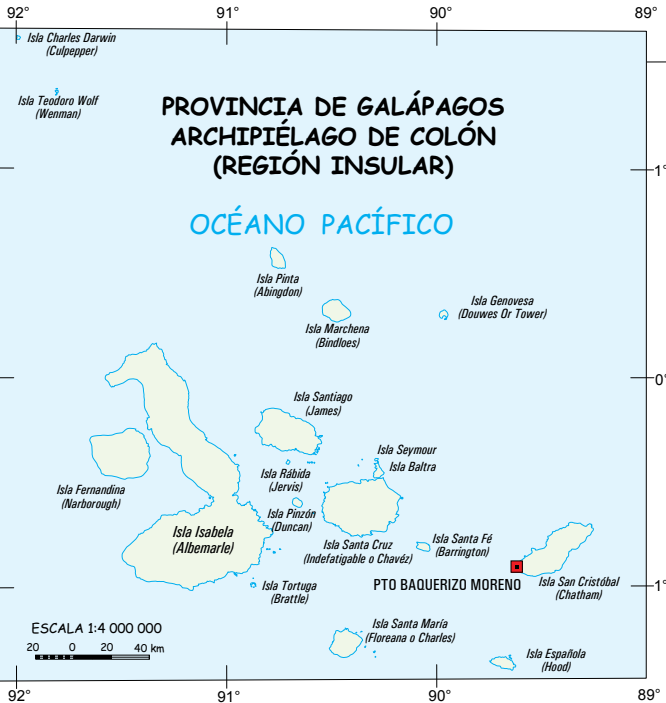 92°
91°
90°
89°
Isla Charles Darwin
(Culpepper)
Isla Teodoro Wolf
(Wenman)
PROVINCIA DE GALÁPAGOS
ARCHIPIÉLAGO DE COLÓN
(REGIÓN INSULAR)
1°
OCÉANO PACÍFICO
Isla Pinta
(Abingdon)
Isla Genovesa
(Douwes Or Tower)
Isla Marchena
(Bindloes)
0°
Isla Santiago
(James)
Isla Seymour
Isla Baltra
Isla Rábida
(Jervis)
Isla Fernandina
(Narborough)
Isla Pinzón
(Duncan)
Isla Isabela
(Albemarle)
Isla Santa Cruz
(Indefatigable o Chavéz)
Isla Santa Fé
(Barrington)
PTO BAQUERIZO MORENO
Isla San Cristóbal
(Chatham)
1°
Isla Tortuga
(Brattle)
Isla Santa María
(Floreana o Charles)
Isla Española
(Hood)
ESCALA 1:4 000 000
20 0 20 40 km
92°
91°
90°
89°